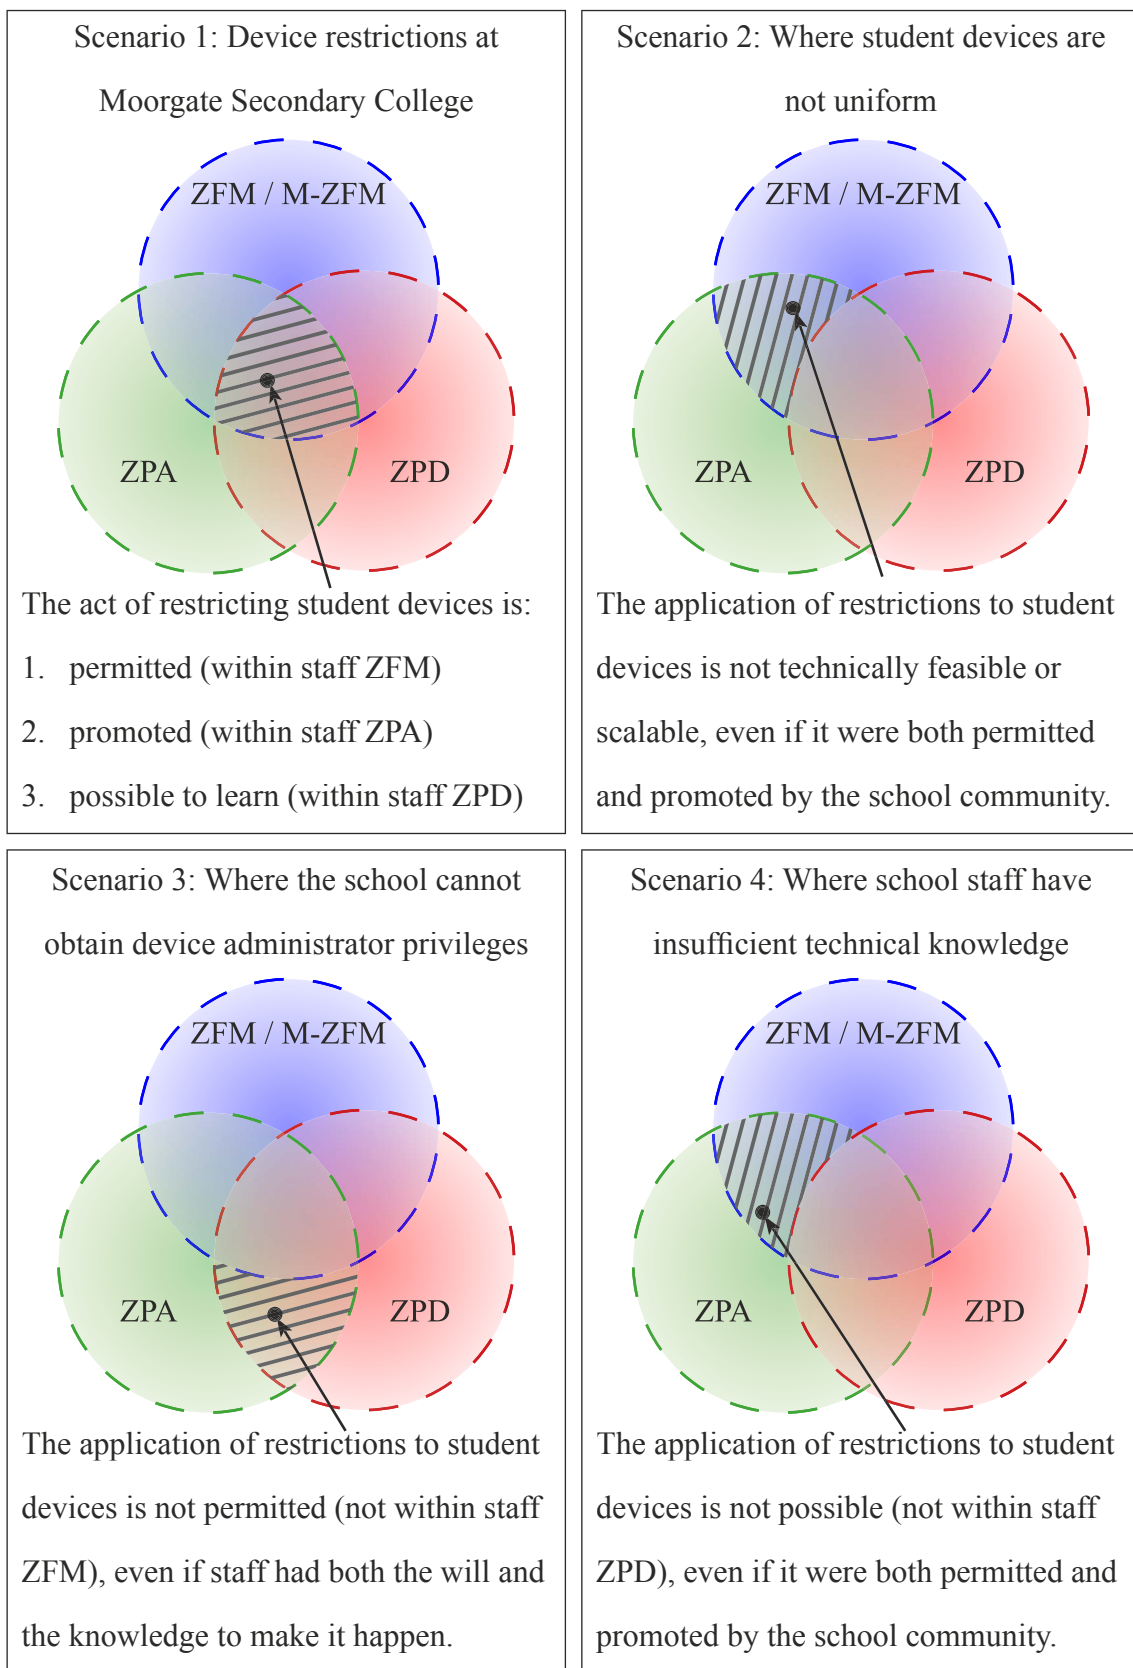 Scenario 1: Device restrictions at
Moorgate Secondary College
ZFM / M-ZFM
ZPA
ZPD
The act of restricting student devices is:
1. permitted (within staff ZFM)
2. promoted (within staff ZPA)
3. possible to learn (within staff ZPD)
Scenario 2: Where student devices are
not uniform
ZFM / M-ZFM
ZPA
ZPD
The application of restrictions to student
devices is not technically feasible or
scalable, even if it were both permitted
and promoted by the school community.
Scenario 3: Where the school cannot
obtain device administrator privileges
ZFM / M-ZFM
ZPA
ZPD
The application of restrictions to student
devices is not permitted (not within staff
ZFM), even if staff had both the will and
the knowledge to make it happen.
Scenario 4: Where school staff have
insufficient technical knowledge
ZFM / M-ZFM
ZPA
ZPD
The application of restrictions to student
devices is not possible (not within staff
ZPD), even if it were both permitted and
promoted by the school community.